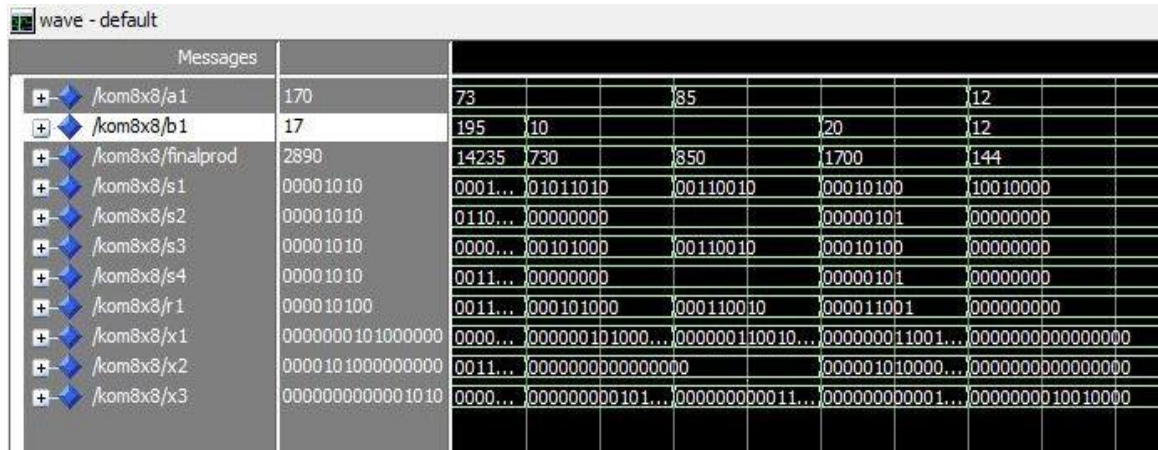 wave - default
Messages
/kom8x8/a1 170 73 85 12
/kom8x8/b1 17 195 10 20 12
/kom8x8/finalprod 2890 14235 730 850 1700 144
/kom8x8/s1 00001010 0001... 01011010 00110010 00010100 10010000
/kom8x8/s2 00001010 0110... 00000000 00000101 00000000
/kom8x8/s3 00001010 0000... 00101000 00110010 00010100 00000000
/kom8x8/s4 00001010 0011... 00000000 00000101 00000000
/kom8x8/r1 000010100 0011... 000101000 000110010 000011001 000000000
/kom8x8/x1 0000000101000000 0000... 000000101000... 000000110010... 000000011001... 0000000000000000
/kom8x8/x2 0000101000000000 0011... 0000000000000000 000001010000... 0000000000000000
/kom8x8/x3 0000000000001010 0000... 000000000101... 000000000011... 000000000001... 0000000010010000